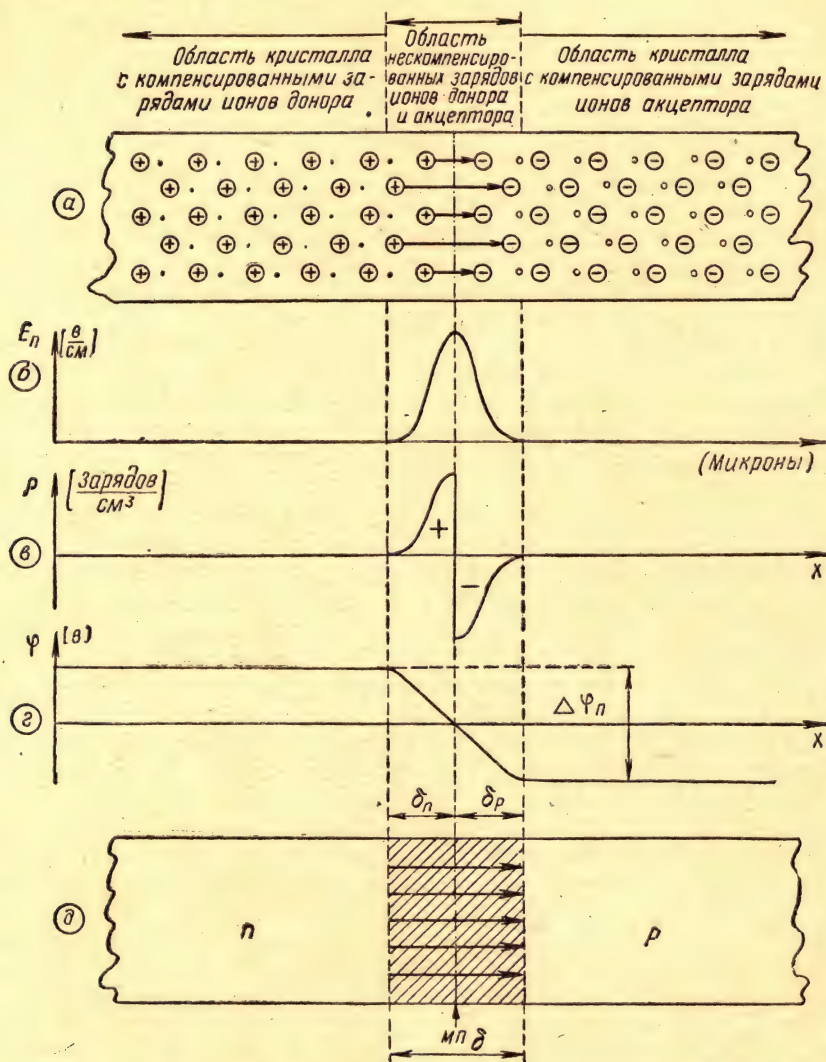 Область кристалла
с компенсированными за-
рядами ионов донора
Область
нескомпенсиро-
ванных зарядов
ионов донора
и акцептора
Область кристалла
с компенсированными зарядами
ионов акцептора
а
Eп [в/см]
б
(Микроны)
ρ [зарядов/см³]
+
−
в
x
φ [в)
г
Δφп
x
δn
δp
д
n
p
МП
δ